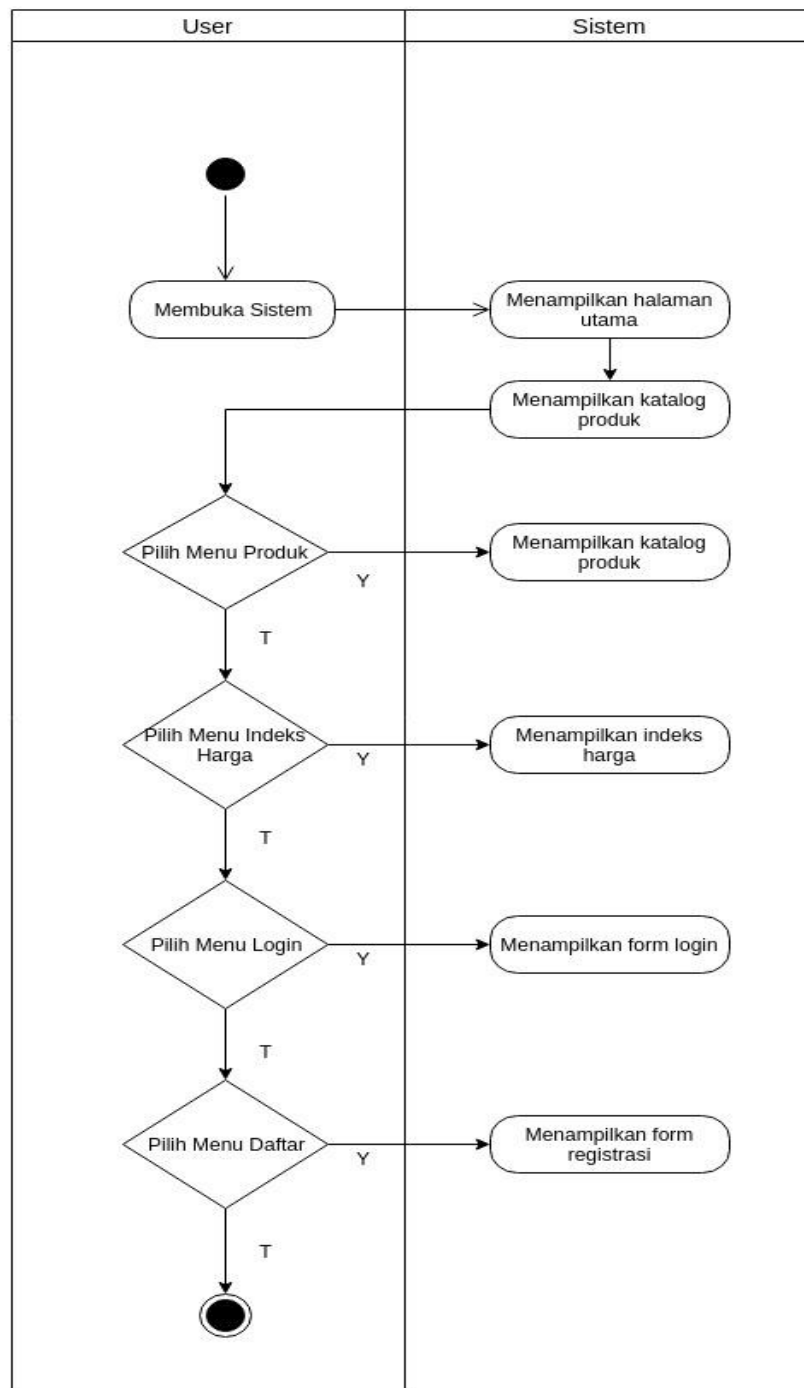 User
Sistem
Membuka Sistem
Menampilkan halaman
utama
Menampilkan katalog
produk
Pilih Menu Produk
Y
Menampilkan katalog
produk
T
Pilih Menu Indeks
Harga
Y
Menampilkan indeks
harga
T
Pilih Menu Login
Y
Menampilkan form login
T
Pilih Menu Daftar
Y
Menampilkan form
registrasi
T